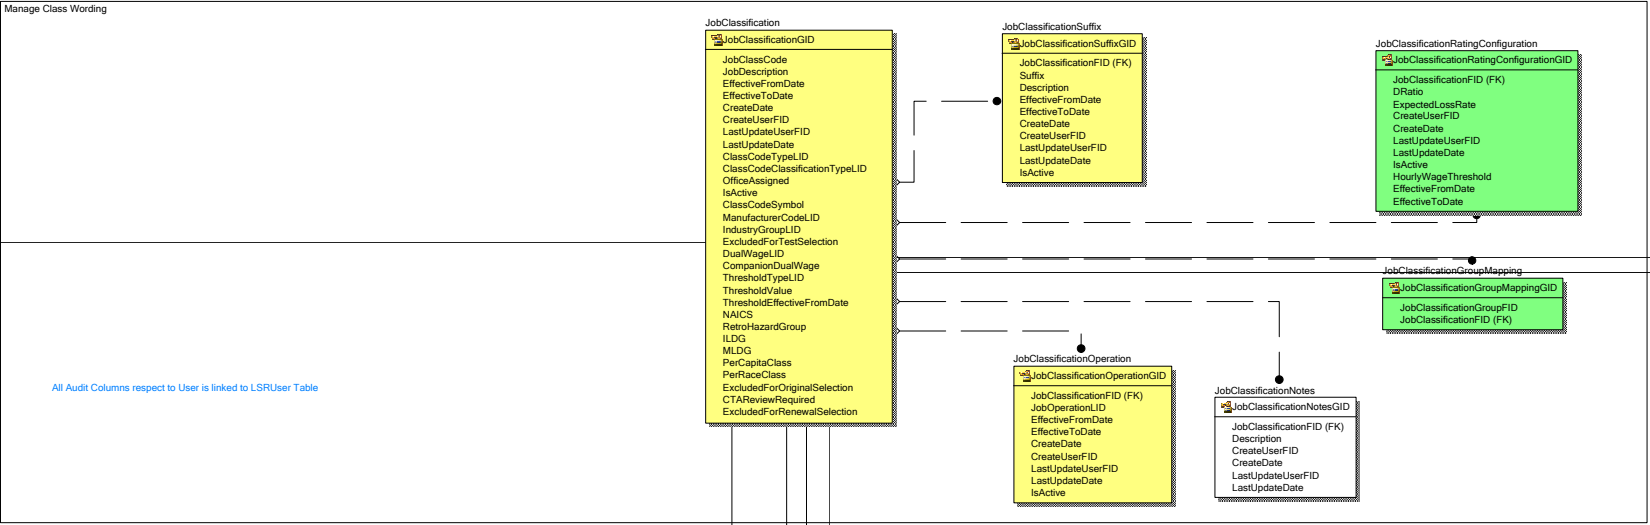 Manage Class Wording
JobClassification
JobClassificationGID
JobClassCode
JobDescription
EffectiveFromDate
EffectiveToDate
CreateDate
CreateUserFID
LastUpdateUserFID
LastUpdateDate
ClassCodeTypeLID
ClassCodeClassificationTypeLID
OfficeAssigned
IsActive
ClassCodeSymbol
ManufacturerCodeLID
IndustryGroupLID
ExcludedForTestSelection
DualWageLID
CompanionDualWage
ThresholdTypeLID
ThresholdValue
ThresholdEffectiveFromDate
NAICS
RetroHazardGroup
ILDG
MLDG
PerCapitaClass
PerRaceClass
ExcludedForOriginalSelection
CTAReviewRequired
ExcludedForRenewalSelection
JobClassificationSuffix
JobClassificationSuffixGID
JobClassificationFID (FK)
Suffix
Description
EffectiveFromDate
EffectiveToDate
CreateDate
CreateUserFID
LastUpdateUserFID
LastUpdateDate
IsActive
JobClassificationRatingConfiguration
JobClassificationRatingConfigurationGID
JobClassificationFID (FK)
DRatio
ExpectedLossRate
CreateUserFID
CreateDate
LastUpdateUserFID
LastUpdateDate
IsActive
HourlyWageThreshold
EffectiveFromDate
EffectiveToDate
JobClassificationGroupMapping
JobClassificationGroupMappingGID
JobClassificationGroupFID
JobClassificationFID (FK)
JobClassificationOperation
JobClassificationOperationGID
JobClassificationFID (FK)
JobOperationLID
EffectiveFromDate
EffectiveToDate
CreateDate
CreateUserFID
LastUpdateUserFID
LastUpdateDate
IsActive
JobClassificationNotes
JobClassificationNotesGID
JobClassificationFID (FK)
Description
CreateUserFID
CreateDate
LastUpdateUserFID
LastUpdateDate
All Audit Columns respect to User is linked to LSRUser Table